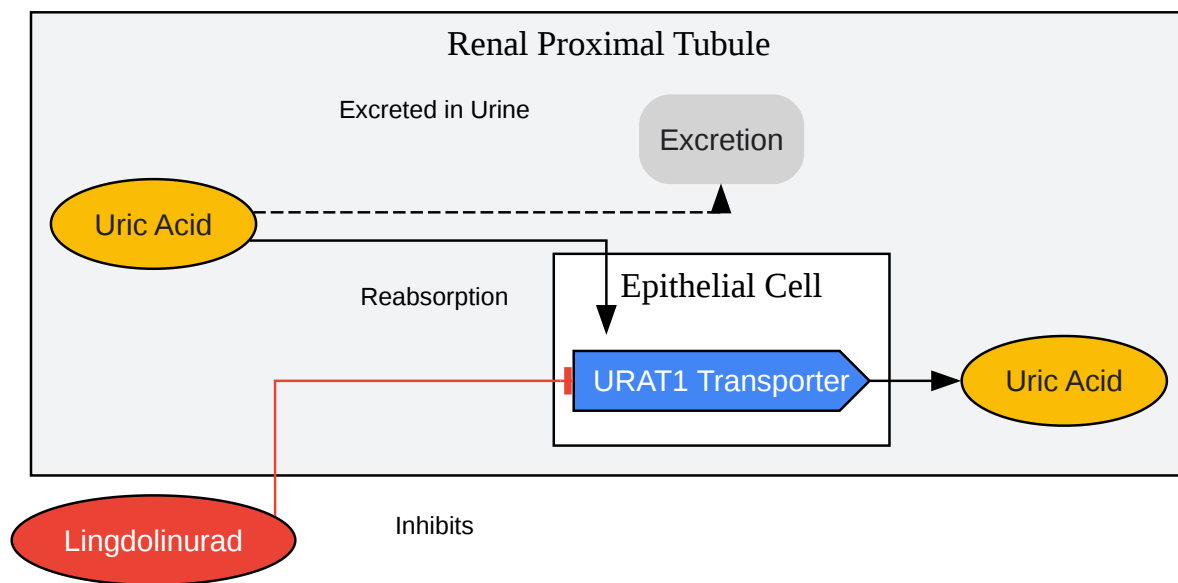 Renal Proximal Tubule
Excreted in Urine
Excretion
Uric Acid
Epithelial Cell
Reabsorption
URAT1 Transporter
Uric Acid
Inhibits
Lingdolinurad